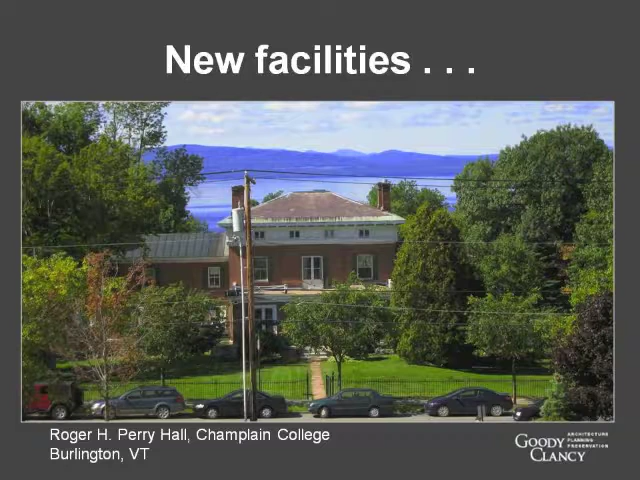 New facilities . . .
Roger H. Perry Hall, Champlain College
Burlington, VT
GOODY
CLANCY
ARCHITECTURE
PLANNING
PRESERVATION